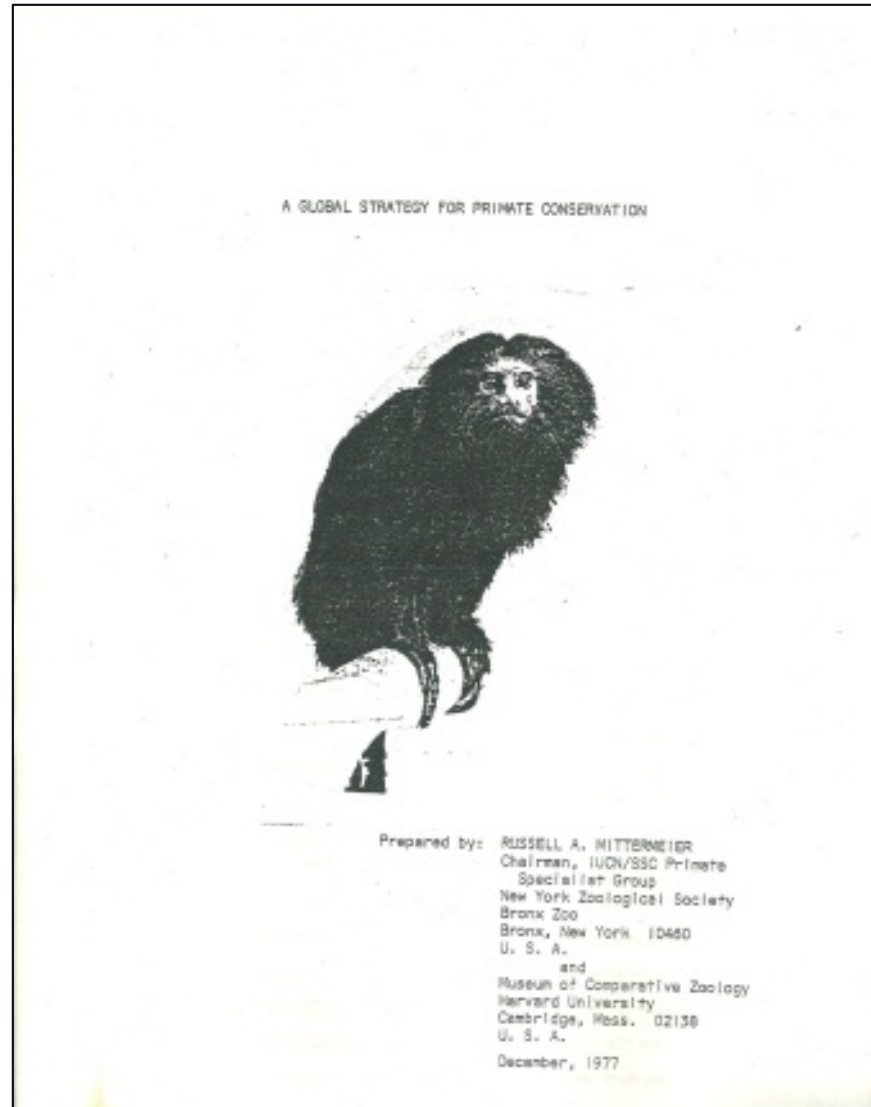 A GLOBAL STRATEGY FOR PRIMATE CONSERVATION
Prepared by: RUSSELL A. MITTERMEIER
Chairman, IUCN/SSC Primate
Specialist Group
New York Zoological Society
Bronx Zoo
Bronx, New York 10460
U. S. A.
and
Museum of Comparative Zoology
Harvard University
Cambridge, Mass. 02138
U. S. A.
December, 1977